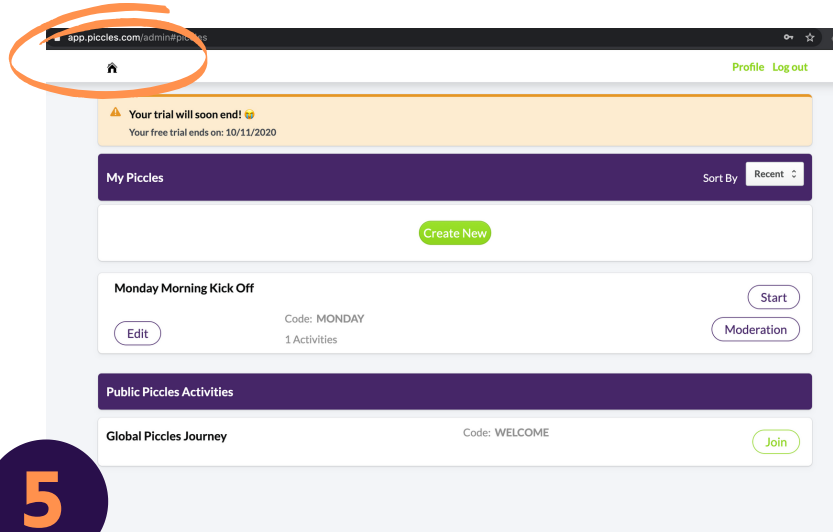 app.piccles.com/admin#piccles
Profile Log out
Your trial will soon end!
Your free trial ends on: 10/11/2020
My Piccles
Sort By Recent
Create New
Monday Morning Kick Off
Start
Code: MONDAY
Edit
Moderation
1 Activities
Public Piccles Activities
Global Piccles Journey
Code: WELCOME
Join
5